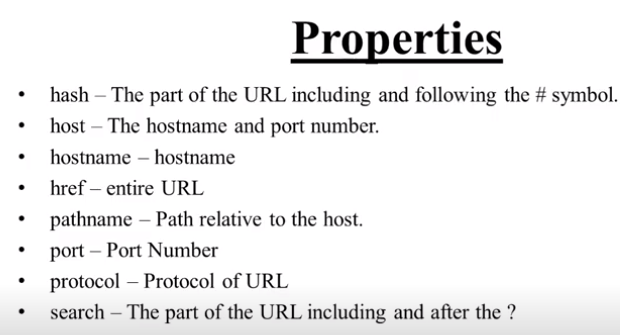 Properties
• hash – The part of the URL including and following the # symbol.
• host – The hostname and port number.
• hostname – hostname
• href – entire URL
• pathname – Path relative to the host.
• port – Port Number
• protocol – Protocol of URL
• search – The part of the URL including and after the ?